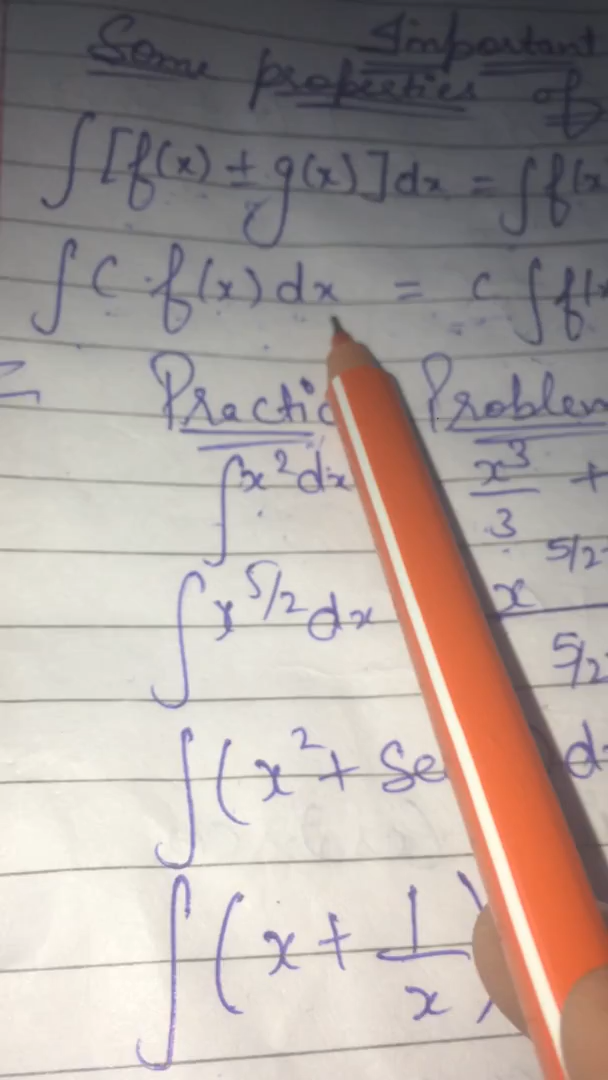 Some Important
properties of
∫[f(x) ± g(x)]dx = ∫f(x
∫C·f(x)dx = C∫f(x
= Practic Problem
∫x²dx x³/3 +
∫x^5/2 dx x^5/2 / 5/2
∫(x² + Se ) d
∫(x + 1/x)